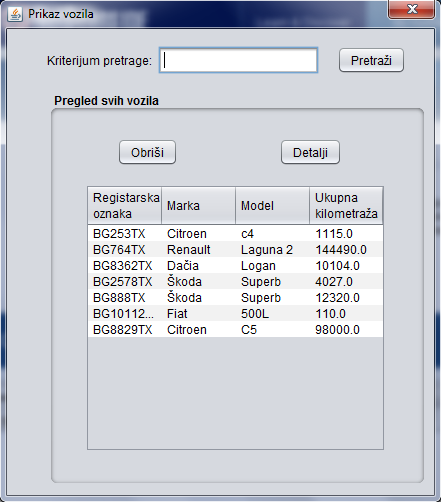 Prikaz vozila
Kriterijum pretrage: Pretraži
Pregled svih vozila
Obriši Detalji
Registarska oznaka Marka Model Ukupna kilometraža
BG253TX Citroen c4 1115.0
BG764TX Renault Laguna 2 144490.0
BG8362TX Dačia Logan 10104.0
BG2578TX Škoda Superb 4027.0
BG888TX Škoda Superb 12320.0
BG10112... Fiat 500L 110.0
BG8829TX Citroen C5 98000.0